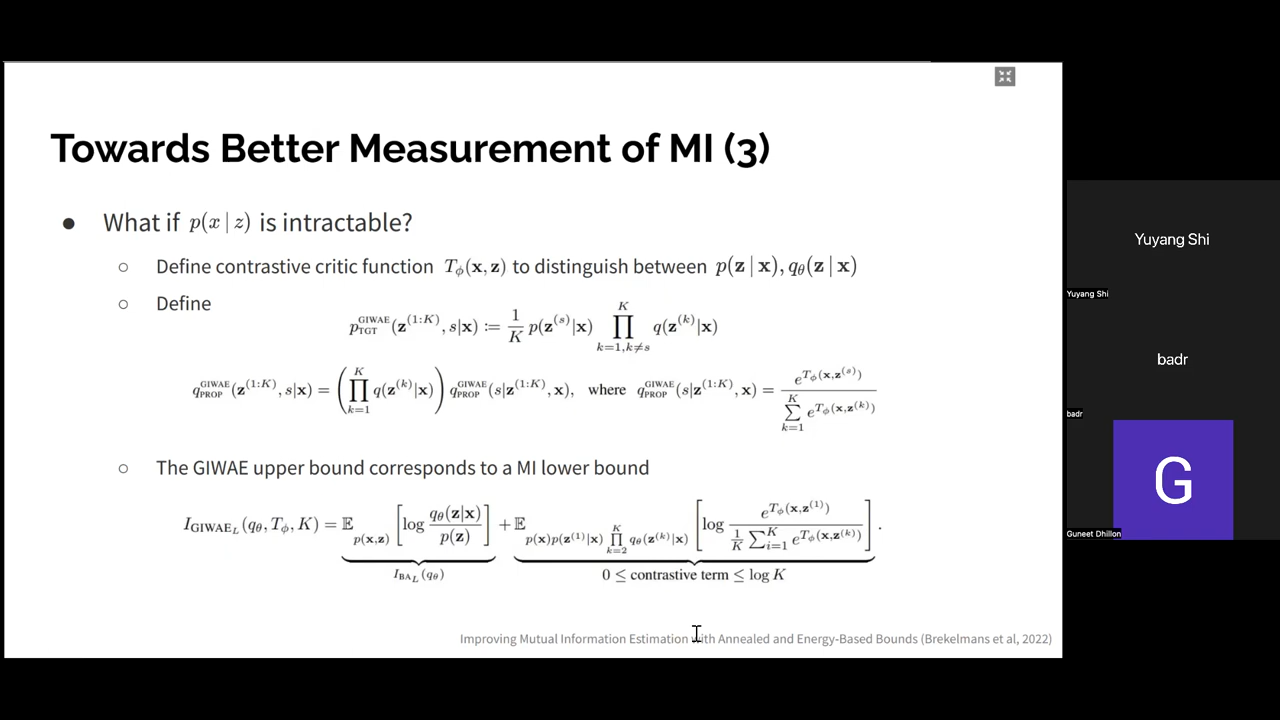 Towards Better Measurement of MI (3)
● What if p(x | z) is intractable?
○ Define contrastive critic function T_ϕ(x, z) to distinguish between p(z | x), q_θ(z | x)
○ Define
p_TGT^GIWAE(z^(1:K), s|x) := 1/K p(z^(s)|x) ∏_{k=1,k≠s}^K q(z^(k)|x)
q_PROP^GIWAE(z^(1:K), s|x) = (∏_{k=1}^K q(z^(k)|x)) q_PROP^GIWAE(s|z^(1:K), x), where q_PROP^GIWAE(s|z^(1:K), x) = e^{T_ϕ(x,z^(s))} / ∑_{k=1}^K e^{T_ϕ(x,z^(k))}
○ The GIWAE upper bound corresponds to a MI lower bound
I_{GIWAE_L}(q_θ, T_ϕ, K) = 𝔼_{p(x,z)} [log q_θ(z|x) / p(z)] + 𝔼_{p(x)p(z^(1)|x) ∏_{k=2}^K q_θ(z^(k)|x)} [log e^{T_ϕ(x,z^(1))} / (1/K ∑_{i=1}^K e^{T_ϕ(x,z^(k))})] .
I_{BA_L}(q_θ)
0 ≤ contrastive term ≤ log K
Improving Mutual Information Estimation with Annealed and Energy-Based Bounds (Brekelmans et al, 2022)
Yuyang Shi
Yuyang Shi
badr
badr
G
Guneet Dhillon